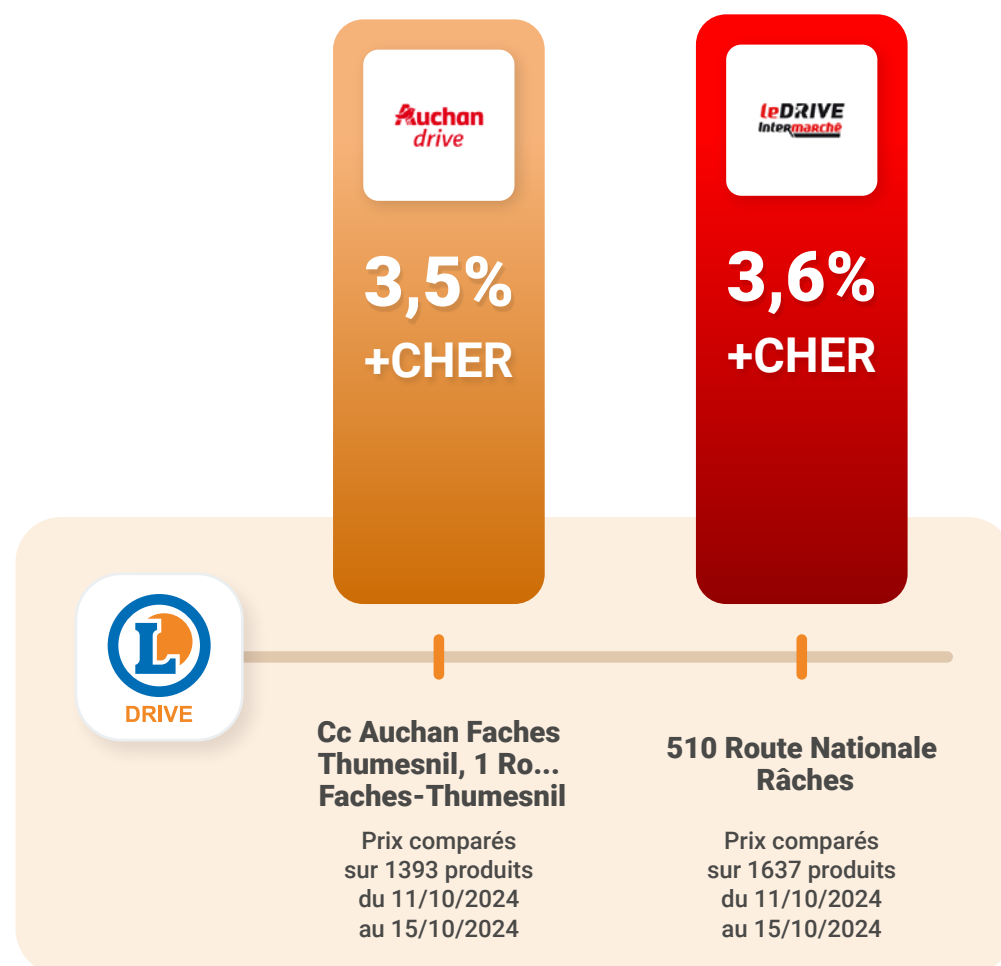 Auchan
drive
3,5%
+CHER
leDRIVE
Intermarché
3,6%
+CHER
L
DRIVE
Cc Auchan Faches
Thumesnil, 1 Ro...
Faches-Thumesnil
Prix comparés
sur 1393 produits
du 11/10/2024
au 15/10/2024
510 Route Nationale
Râches
Prix comparés
sur 1637 produits
du 11/10/2024
au 15/10/2024